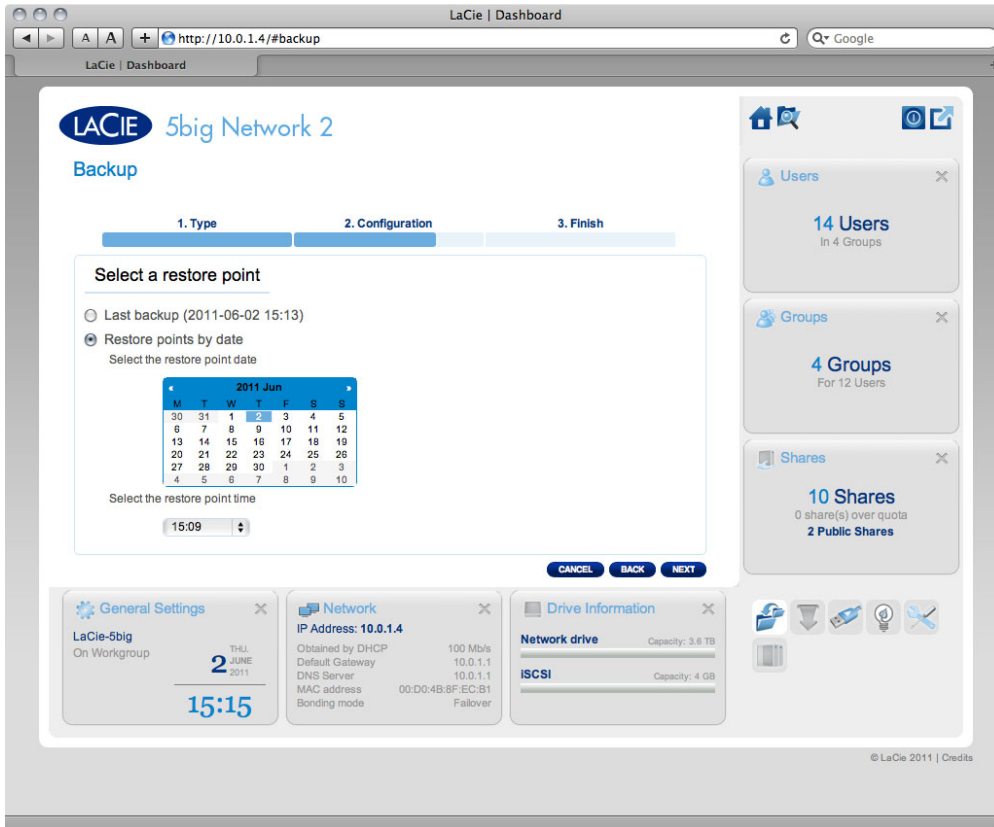 LaCie | Dashboard
A A + http://10.0.1.4/#backup Google
LaCie | Dashboard
LACIE 5big Network 2
Backup
1. Type 2. Configuration 3. Finish
Select a restore point
Last backup (2011-06-02 15:13)
Restore points by date
Select the restore point date
« 2011 Jun »
M T W T F S S
30 31 1 2 3 4 5
6 7 8 9 10 11 12
13 14 15 16 17 18 19
20 21 22 23 24 25 26
27 28 29 30 1 2 3
4 5 6 7 8 9 10
Select the restore point time
15:09
CANCEL BACK NEXT
Users
14 Users
In 4 Groups
Groups
4 Groups
For 12 Users
Shares
10 Shares
0 share(s) over quota
2 Public Shares
General Settings
LaCie-5big
On Workgroup
THU.
2 JUNE
2011
15:15
Network
IP Address: 10.0.1.4
Obtained by DHCP 100 Mb/s
Default Gateway 10.0.1.1
DNS Server 10.0.1.1
MAC address 00:D0:4B:8F:EC:B1
Bonding mode Failover
Drive Information
Network drive Capacity: 3.6 TB
iSCSI Capacity: 4 GB
© LaCie 2011 | Credits